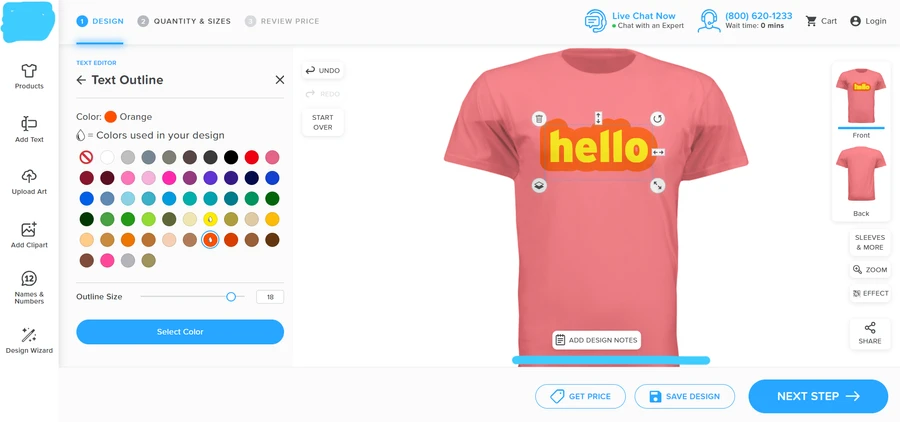 1 DESIGN
2 QUANTITY & SIZES
3 REVIEW PRICE
Live Chat Now
Chat with an Expert
(800) 620-1233
Wait time: 0 mins
Cart
Login
Products
Add Text
Upload Art
Add Clipart
12
Names &
Numbers
Design Wizard
TEXT EDITOR
Text Outline
Color: Orange
= Colors used in your design
Outline Size
18
Select Color
UNDO
REDO
START
OVER
hello
ADD DESIGN NOTES
hello
Front
Back
SLEEVES
& MORE
ZOOM
EFFECT
SHARE
GET PRICE
SAVE DESIGN
NEXT STEP